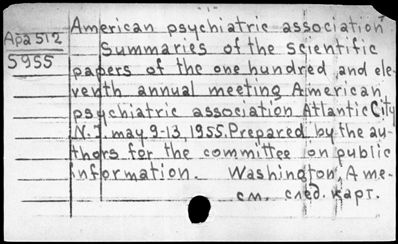 American psychiatric association
Apa 512
Summaries of the scientific
5955
papers of the one hundred and ele-
venth annual meeting American
psychiatric association Atlantic City
N.J. may 9-13, 1955. Prepared by the au-
thors for the committee on public
information. Washington, Ame-
см. след. карт.